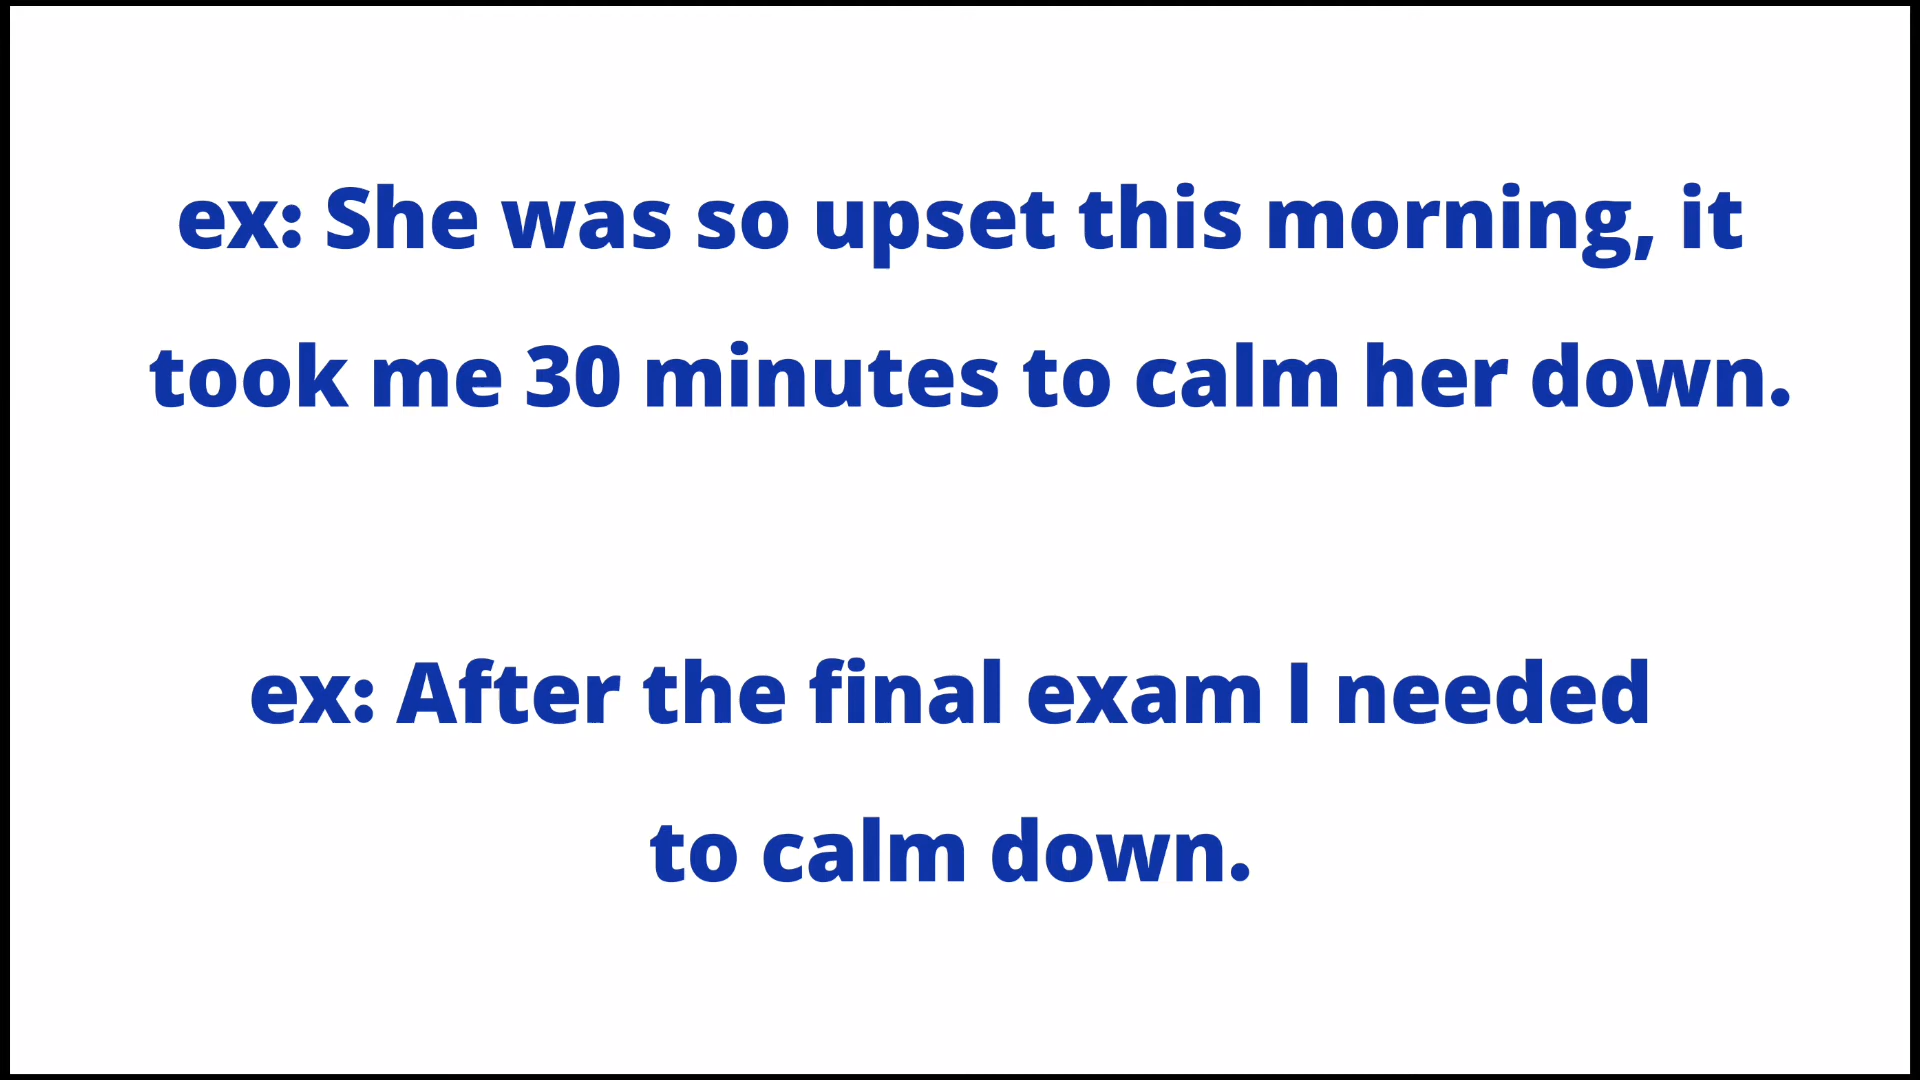 ex: She was so upset this morning, it
took me 30 minutes to calm her down.
ex: After the final exam I needed
to calm down.